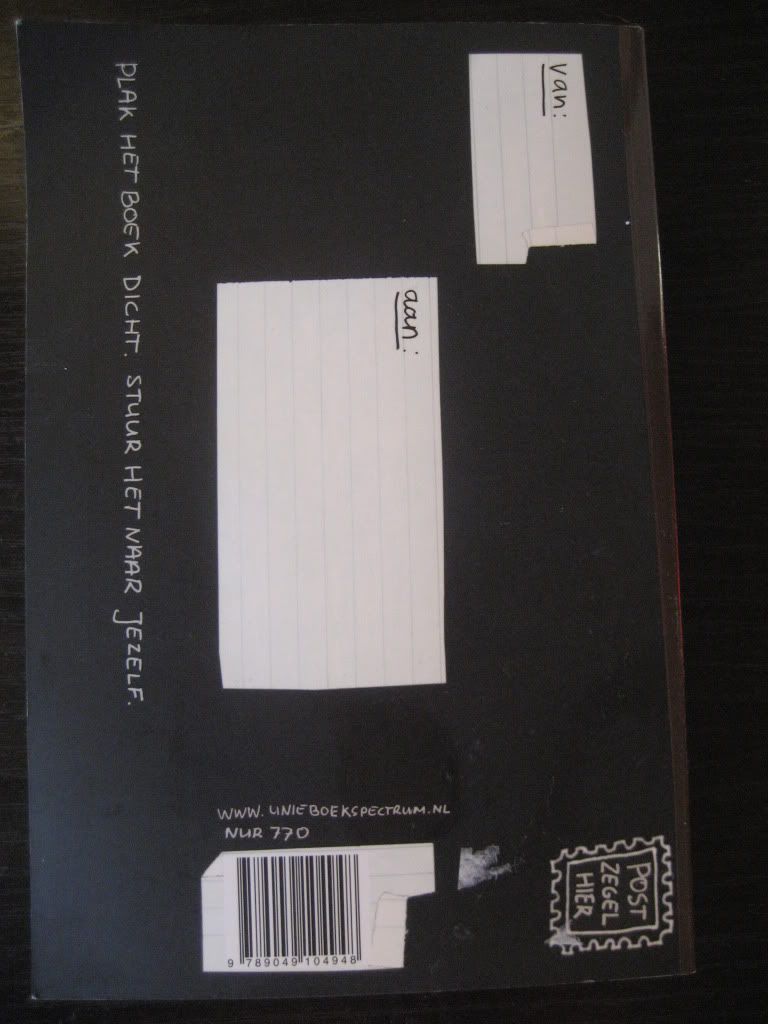 van:
aan:
POST
ZEGEL
HIER
PLAK HET BOEK DICHT. STUUR HET NAAR JEZELF.
WWW.UNIEBOEKSPECTRUM.NL
NUR 770
9 789049 104948